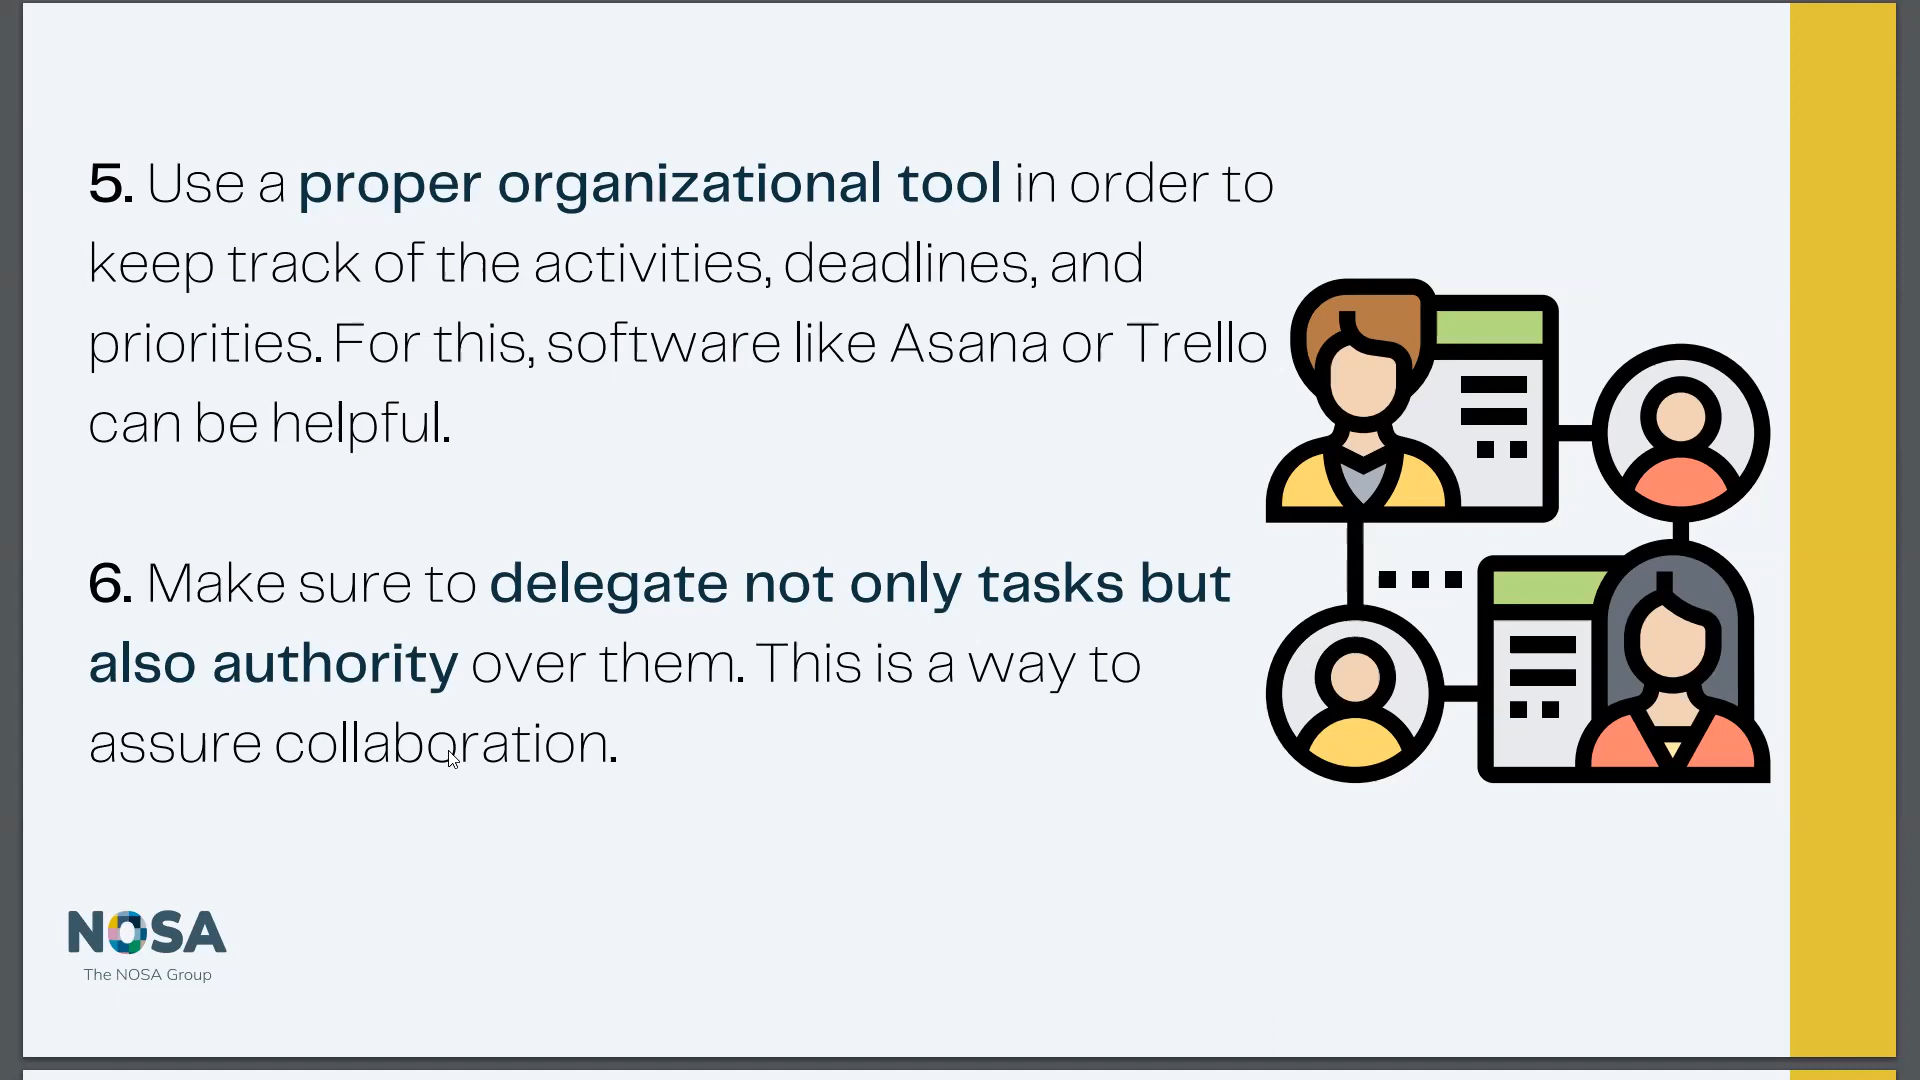 5. Use a proper organizational tool in order to
keep track of the activities, deadlines, and
priorities. For this, software like Asana or Trello
can be helpful.
6. Make sure to delegate not only tasks but
also authority over them. This is a way to
assure collaboration.
NOSA
The NOSA Group